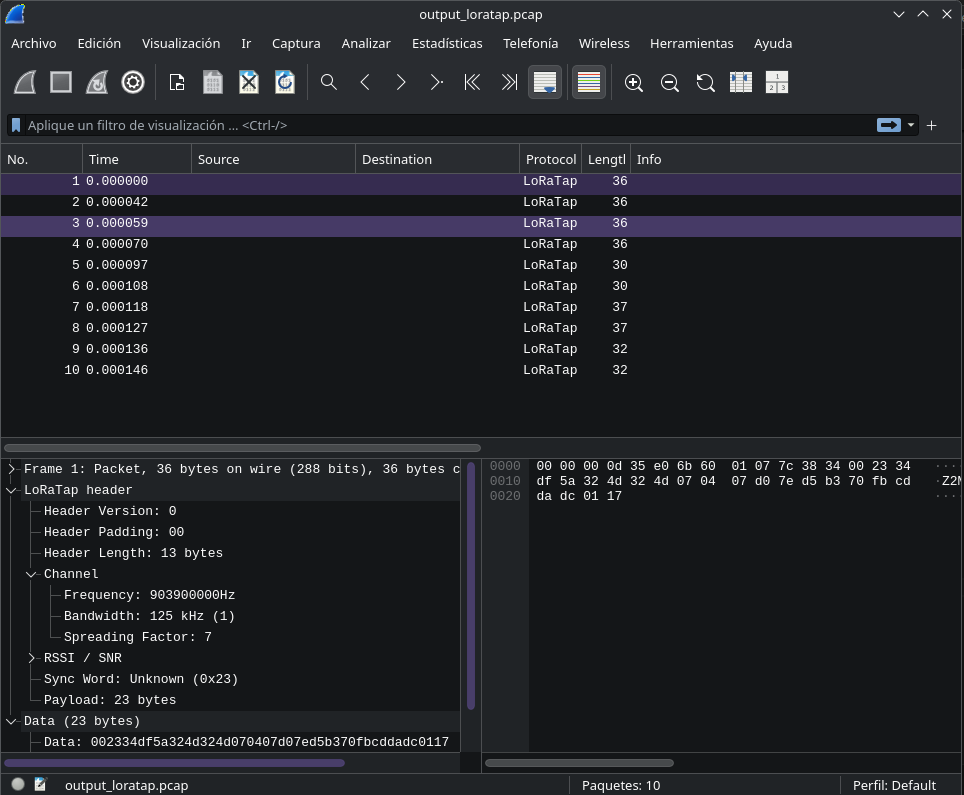 output_loratap.pcap
Archivo Edición Visualización Ir Captura Analizar Estadísticas Telefonía Wireless Herramientas Ayuda
Aplique un filtro de visualización ... <Ctrl-/>
No. Time Source Destination Protocol Lengtl Info
1 0.000000 LoRaTap 36
2 0.000042 LoRaTap 36
3 0.000059 LoRaTap 36
4 0.000070 LoRaTap 36
5 0.000097 LoRaTap 30
6 0.000108 LoRaTap 30
7 0.000118 LoRaTap 37
8 0.000127 LoRaTap 37
9 0.000136 LoRaTap 32
10 0.000146 LoRaTap 32
Frame 1: Packet, 36 bytes on wire (288 bits), 36 bytes c
LoRaTap header
Header Version: 0
Header Padding: 00
Header Length: 13 bytes
Channel
Frequency: 903900000Hz
Bandwidth: 125 kHz (1)
Spreading Factor: 7
RSSI / SNR
Sync Word: Unknown (0x23)
Payload: 23 bytes
Data (23 bytes)
Data: 002334df5a324d324d070407d07ed5b370fbcddadc0117
0000 00 00 00 0d 35 e0 6b 60 01 07 7c 38 34 00 23 34 ····
0010 df 5a 32 4d 32 4d 07 04 07 d0 7e d5 b3 70 fb cd ·Z2M
0020 da dc 01 17 ····
output_loratap.pcap Paquetes: 10 Perfil: Default